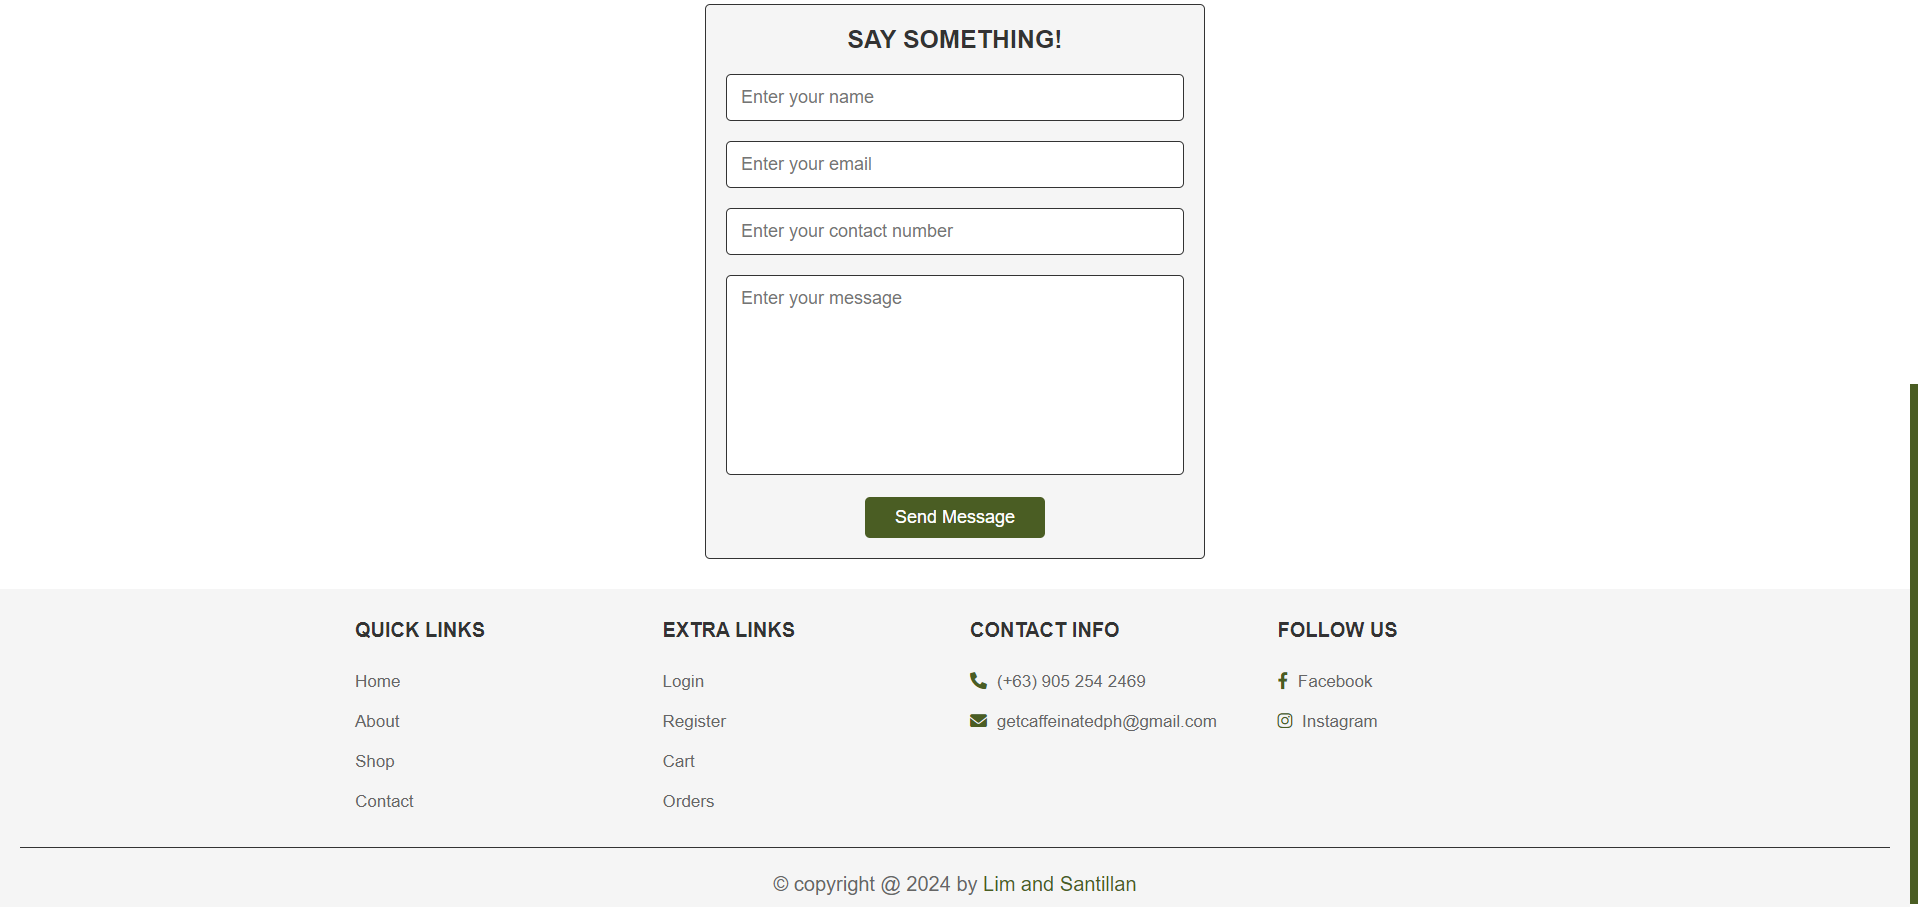 SAY SOMETHING!
Enter your name
Enter your email
Enter your contact number
Enter your message
Send Message
QUICK LINKS
Home
About
Shop
Contact
EXTRA LINKS
Login
Register
Cart
Orders
CONTACT INFO
(+63) 905 254 2469
getcaffeinatedph@gmail.com
FOLLOW US
Facebook
Instagram
© copyright @ 2024 by Lim and Santillan